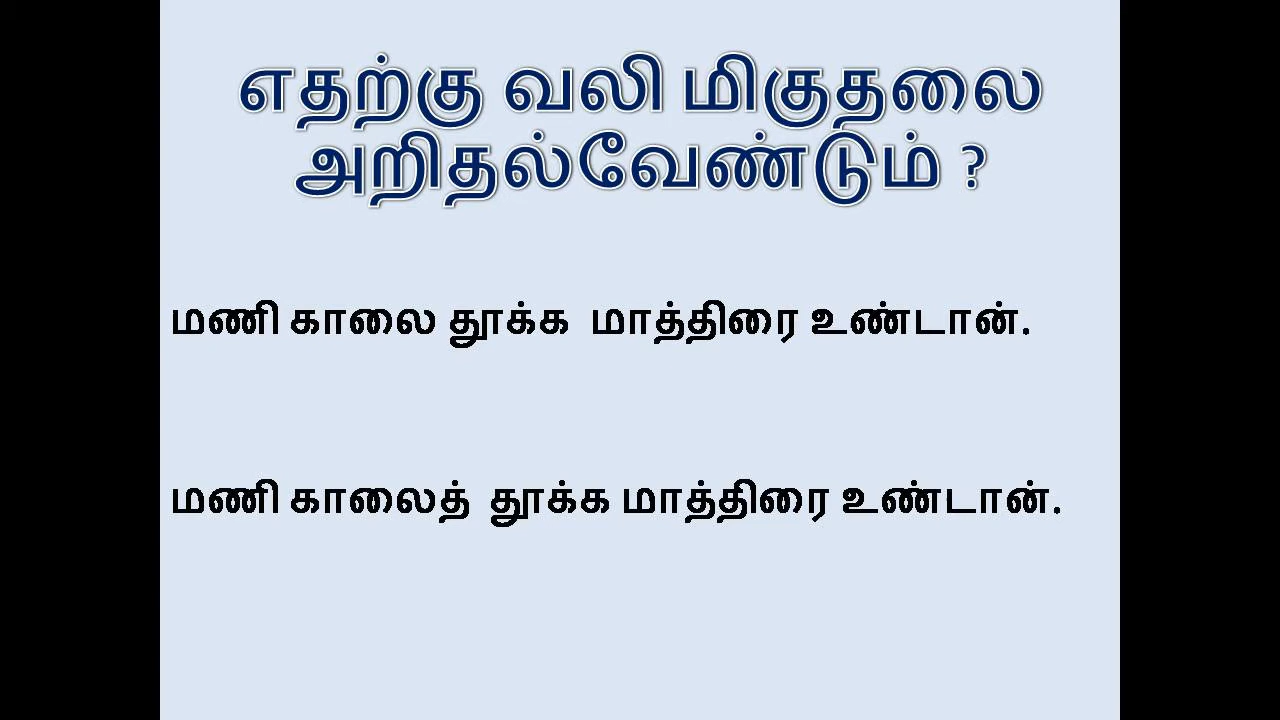 எதற்கு வலி மிகுதலை
அறிதல்வேண்டும் ?
மணி காலை தூக்க மாத்திரை உண்டான்.
மணி காலைத் தூக்க மாத்திரை உண்டான்.